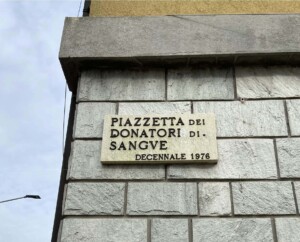 PIAZZETTA DEI
DONATORI DI·
SANGVE
DECENNALE 1976